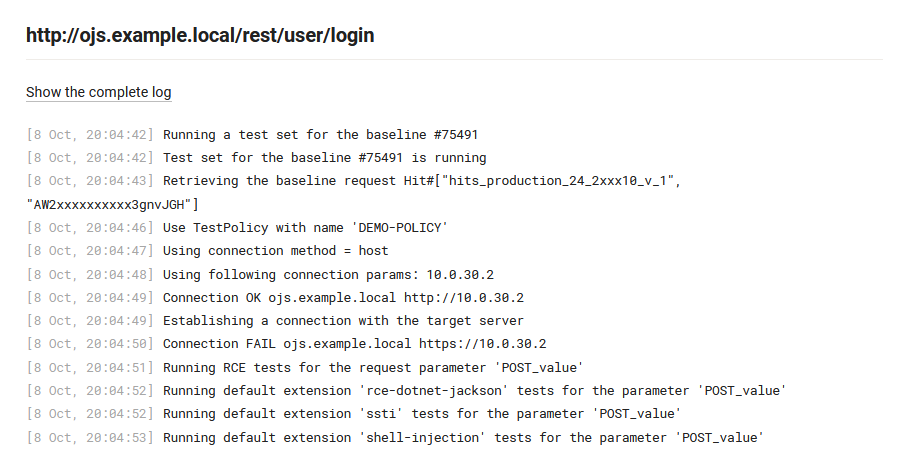 http://ojs.example.local/rest/user/login
Show the complete log
[8 Oct, 20:04:42] Running a test set for the baseline #75491
[8 Oct, 20:04:42] Test set for the baseline #75491 is running
[8 Oct, 20:04:43] Retrieving the baseline request Hit#["hits_production_24_2xxx10_v_1",
"AW2xxxxxxxxxx3gnvJGH"]
[8 Oct, 20:04:46] Use TestPolicy with name 'DEMO-POLICY'
[8 Oct, 20:04:47] Using connection method = host
[8 Oct, 20:04:48] Using following connection params: 10.0.30.2
[8 Oct, 20:04:49] Connection OK ojs.example.local http://10.0.30.2
[8 Oct, 20:04:49] Establishing a connection with the target server
[8 Oct, 20:04:50] Connection FAIL ojs.example.local https://10.0.30.2
[8 Oct, 20:04:51] Running RCE tests for the request parameter 'POST_value'
[8 Oct, 20:04:52] Running default extension 'rce-dotnet-jackson' tests for the parameter 'POST_value'
[8 Oct, 20:04:52] Running default extension 'ssti' tests for the parameter 'POST_value'
[8 Oct, 20:04:53] Running default extension 'shell-injection' tests for the parameter 'POST_value'